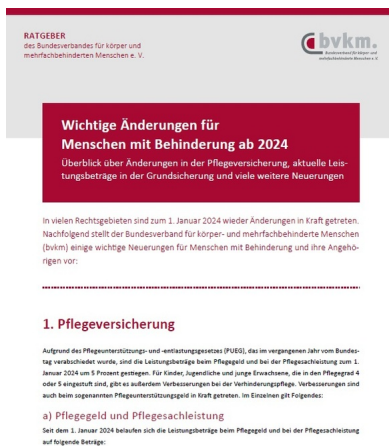 RATGEBER
des Bundesverbandes für körper und
mehrfachbehinderten Menschen e. V.
bvkm.
Bundesverband für körper- und
mehrfachbehinderte Menschen e.V.
Wichtige Änderungen für
Menschen mit Behinderung ab 2024
Überblick über Änderungen in der Pflegeversicherung, aktuelle Leis-
tungsbeträge in der Grundsicherung und viele weitere Neuerungen
In vielen Rechtsgebieten sind zum 1. Januar 2024 wieder Änderungen in Kraft getreten.
Nachfolgend stellt der Bundesverband für körper- und mehrfachbehinderte Menschen
(bvkm) einige wichtige Neuerungen für Menschen mit Behinderung und ihre Angehö-
rigen vor:
1. Pflegeversicherung
Aufgrund des Pflegeunterstützungs- und -entlastungsgesetzes (PUEG), das im vergangenen Jahr vom Bundes-
tag verabschiedet wurde, sind die Leistungsbeträge beim Pflegegeld und bei der Pflegesachleistung zum 1.
Januar 2024 um 5 Prozent gestiegen. Für Kinder, Jugendliche und junge Erwachsene, die in den Pflegegrad 4
oder 5 eingestuft sind, gibt es außerdem Verbesserungen bei der Verhinderungspflege. Verbesserungen sind
auch beim sogenannten Pflegeunterstützungsgeld in Kraft getreten. Im Einzelnen gilt Folgendes:
a) Pflegegeld und Pflegesachleistung
Seit dem 1. Januar 2024 belaufen sich die Leistungsbeträge beim Pflegegeld und bei der Pflegesachleistung
auf folgende Beträge: